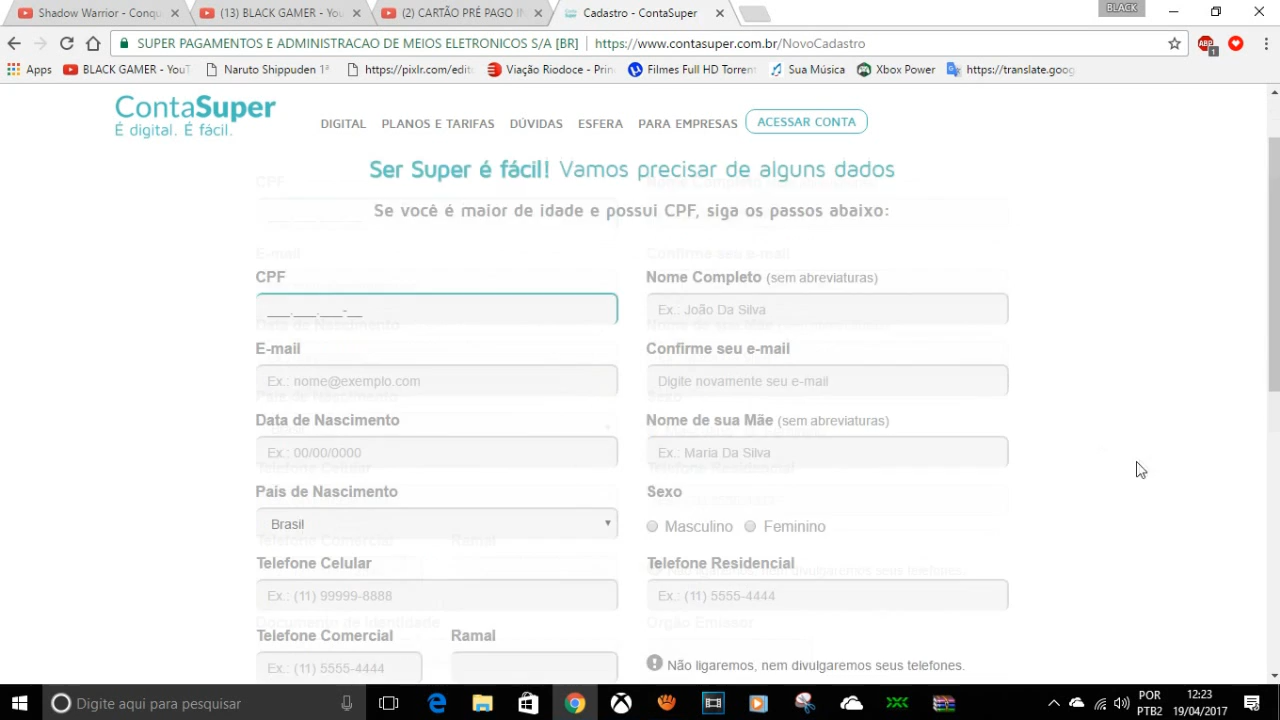 Shadow Warrior - Conqu
(13) BLACK GAMER - You
(2) CARTÃO PRÉ PAGO IN
Cadastro - ContaSuper
BLACK
SUPER PAGAMENTOS E ADMINISTRACAO DE MEIOS ELETRONICOS S/A [BR]
https://www.contasuper.com.br/NovoCadastro
ABP
1
Apps
BLACK GAMER - YouT
Naruto Shippuden 1ª
https://pixlr.com/edit
Viação Riodoce - Prin
Filmes Full HD Torrent
Sua Música
Xbox Power
https://translate.goog
ContaSuper
É digital. É fácil.
DIGITAL
PLANOS E TARIFAS
DÚVIDAS
ESFERA
PARA EMPRESAS
ACESSAR CONTA
Ser Super é fácil! Vamos precisar de alguns dados
Se você é maior de idade e possui CPF, siga os passos abaixo:
CPF
Nome Completo (sem abreviaturas)
___.___.___-__
Ex.: João Da Silva
E-mail
Confirme seu e-mail
Ex.: nome@exemplo.com
Digite novamente seu e-mail
Data de Nascimento
Nome de sua Mãe (sem abreviaturas)
Ex.: 00/00/0000
Ex.. Maria Da Silva
País de Nascimento
Sexo
Brasil
Masculino
Feminino
Telefone Celular
Telefone Residencial
Ex.: (11) 99999-8888
Ex.: (11) 5555-4444
Telefone Comercial
Ramal
Ex.: (11) 5555-4444
Não ligaremos, nem divulgaremos seus telefones.
Digite aqui para pesquisar
POR
PTB2
12:23
19/04/2017